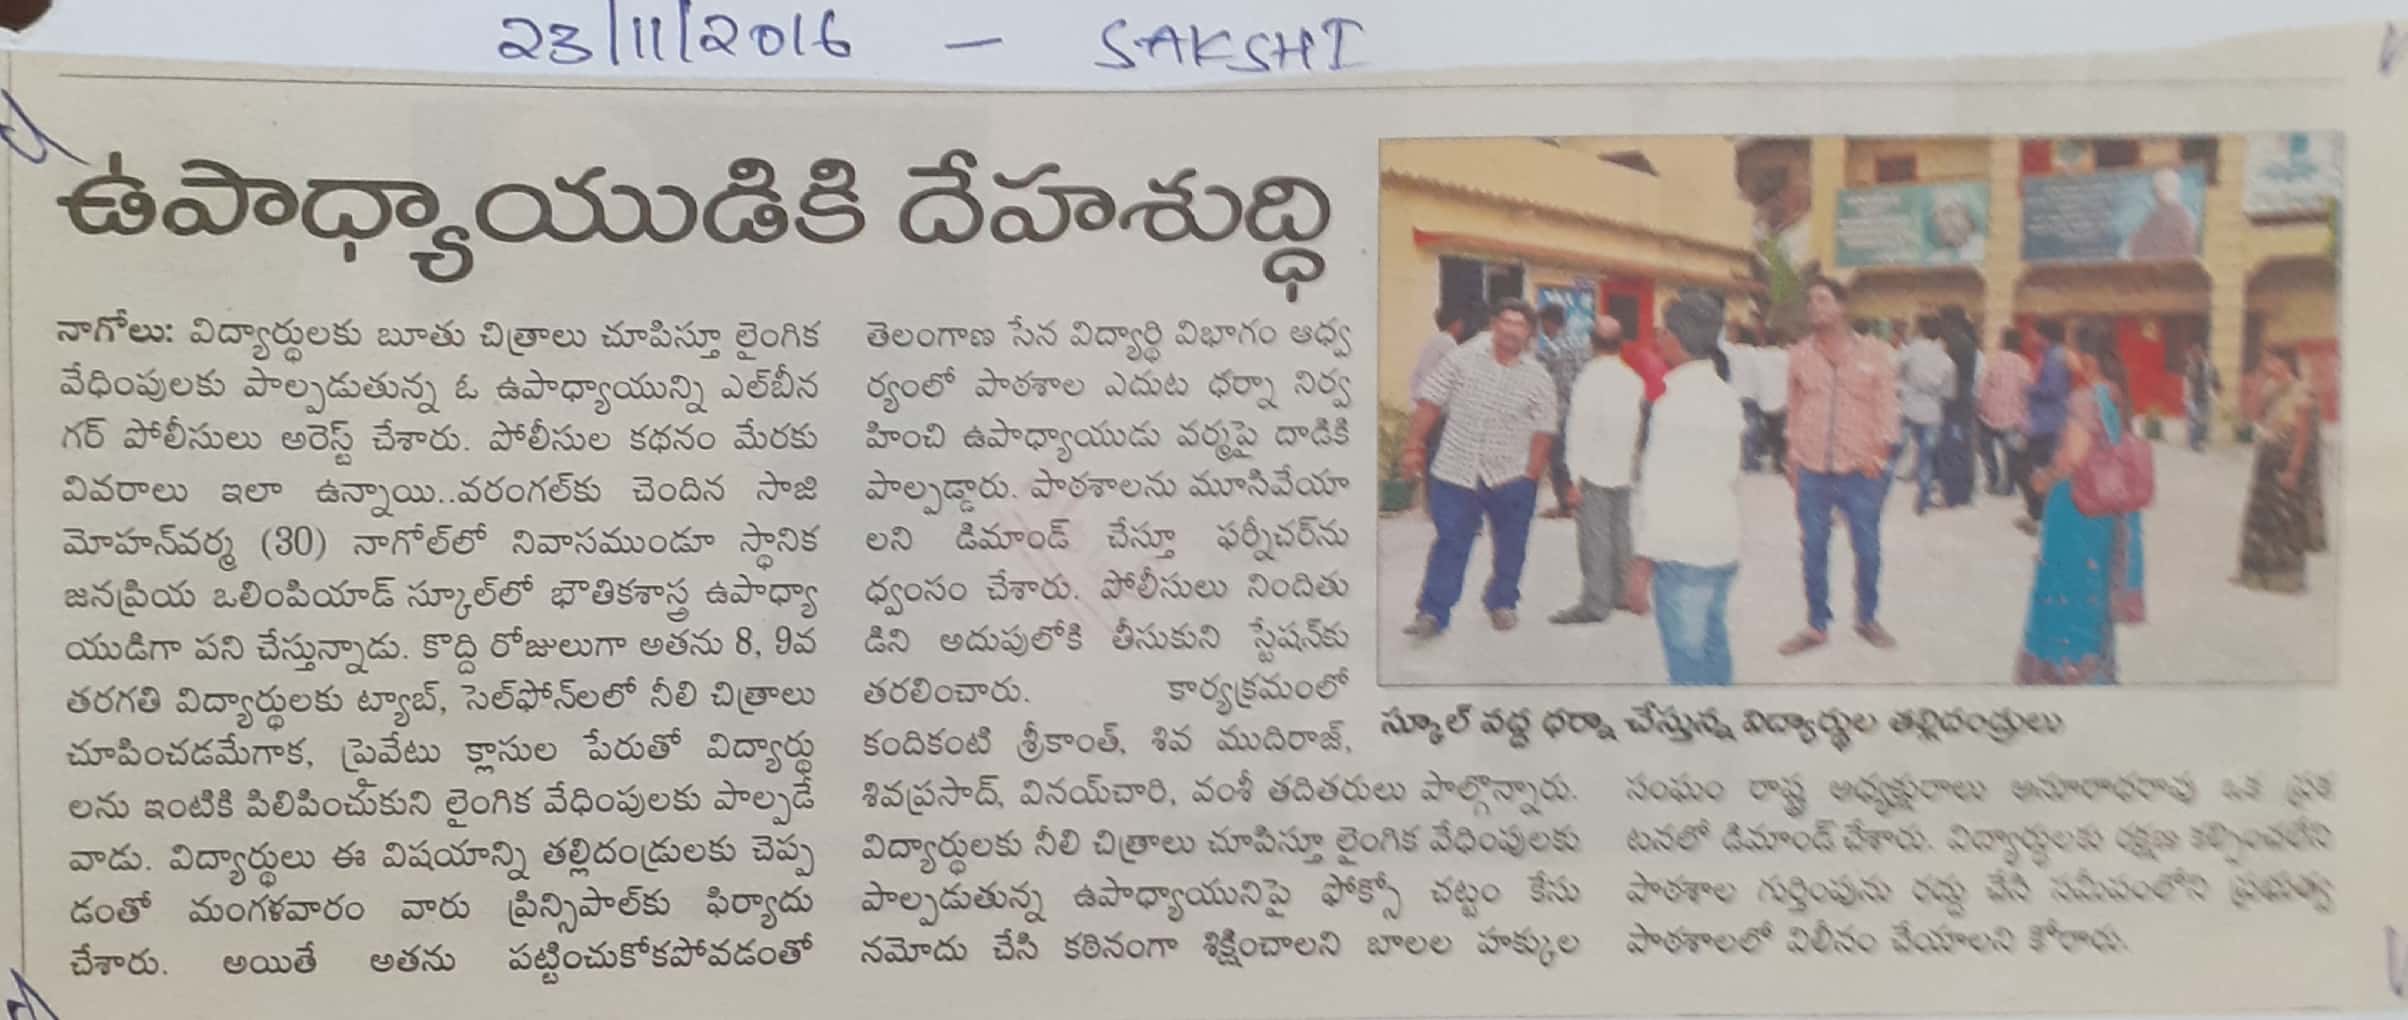 23/11/2016 - SAKSHI
ఉపాధ్యాయుడికి దేహశుద్ధి
నాగోలు: విద్యార్థులకు బూతు చిత్రాలు చూపిస్తూ లైంగిక
వేధింపులకు పాల్పడుతున్న ఓ ఉపాధ్యాయున్ని ఎల్‌బీన
గర్ పోలీసులు అరెస్ట్ చేశారు. పోలీసుల కథనం మేరకు
వివరాలు ఇలా ఉన్నాయి..వరంగల్‌కు చెందిన సాజి
మోహన్‌వర్మ (30) నాగోల్‌లో నివాసముండూ స్థానిక
జనప్రియ ఒలింపియాడ్ స్కూల్‌లో భౌతికశాస్త్ర ఉపాధ్యా
యుడిగా పని చేస్తున్నాడు. కొద్ది రోజులుగా అతను 8, 9వ
తరగతి విద్యార్థులకు ట్యాబ్, సెల్‌ఫోన్‌లలో నీలి చిత్రాలు
చూపించడమేగాక, ప్రైవేటు క్లాసుల పేరుతో విద్యార్థు
లను ఇంటికి పిలిపించుకుని లైంగిక వేధింపులకు పాల్పడే
వాడు. విద్యార్థులు ఈ విషయాన్ని తల్లిదండ్రులకు చెప్ప
డంతో మంగళవారం వారు ప్రిన్సిపాల్‌కు ఫిర్యాదు
చేశారు. అయితే అతను పట్టించుకోకపోవడంతో
తెలంగాణ సేన విద్యార్థి విభాగం ఆధ్వ
ర్యంలో పాఠశాల ఎదుట ధర్నా నిర్వ
హించి ఉపాధ్యాయుడు వర్మపై దాడికి
పాల్పడ్డారు. పాఠశాలను మూసివేయా
లని డిమాండ్ చేస్తూ ఫర్నీచర్‌ను
ధ్వంసం చేశారు. పోలీసులు నిందితు
డిని అదుపులోకి తీసుకుని స్టేషన్‌కు
తరలించారు. కార్యక్రమంలో
కందికంటి శ్రీకాంత్, శివ ముదిరాజ్,
శివప్రసాద్, వినయ్‌చారి, వంశీ తదితరులు పాల్గొన్నారు.
విద్యార్థులకు నీలి చిత్రాలు చూపిస్తూ లైంగిక వేధింపులకు
పాల్పడుతున్న ఉపాధ్యాయునిపై ఫోక్సో చట్టం కేసు
నమోదు చేసి కఠినంగా శిక్షించాలని బాలల హక్కుల
స్కూల్ వద్ద ధర్నా చేస్తున్న విద్యార్థుల తల్లిదండ్రులు
సంఘం రాష్ట్ర అధ్యక్షురాలు అనూరాధరావు ఒక ప్రక
టనలో డిమాండ్ చేశారు. విద్యార్థులకు రక్షణ కల్పించలేని
పాఠశాల గుర్తింపును రద్దు చేసి సమీపంలోని ప్రభుత్వ
పాఠశాలలో విలీనం చేయాలని కోరారు.